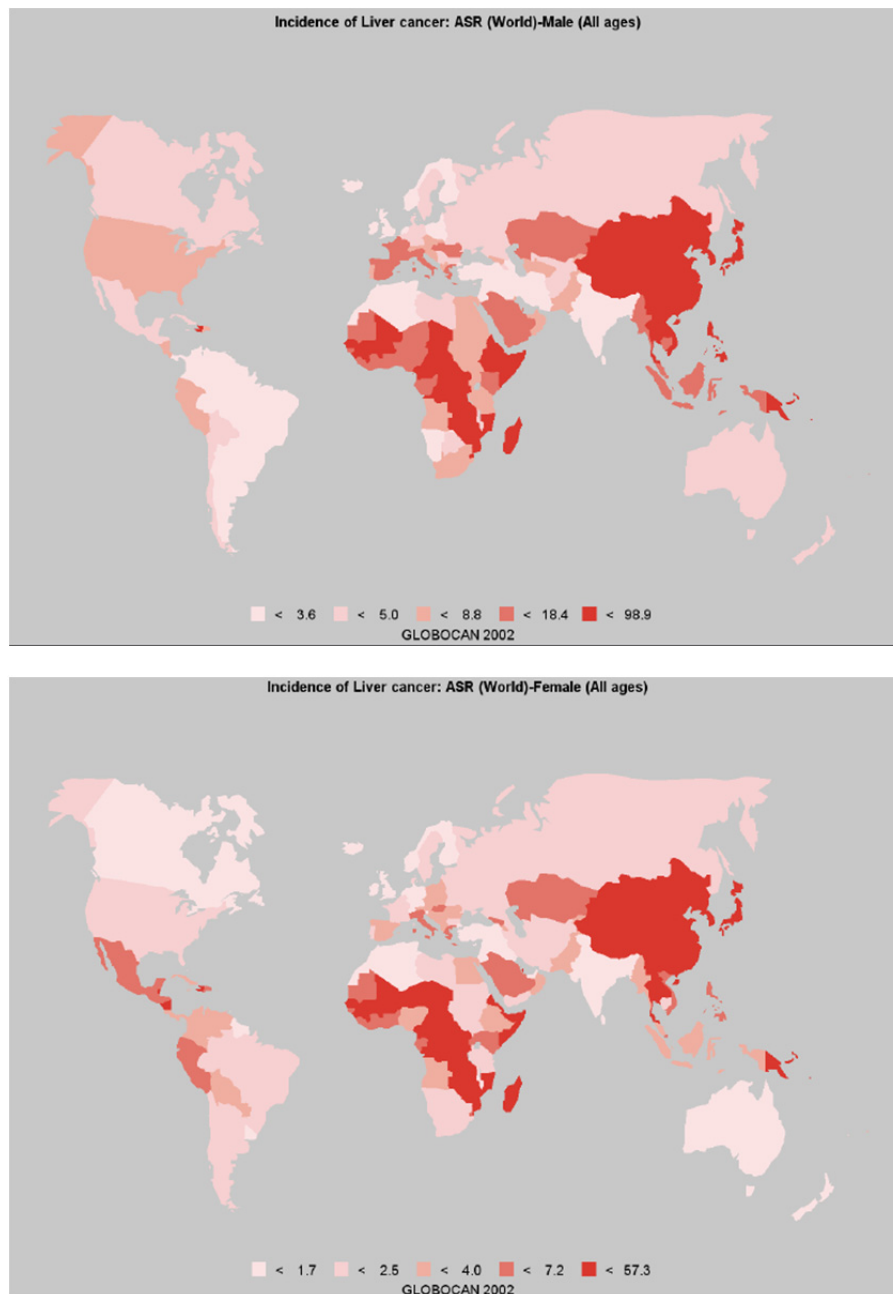 Incidence of Liver cancer: ASR (World)-Male (All ages)
< 3.6 < 5.0 < 8.8 < 18.4 < 98.9
GLOBOCAN 2002
Incidence of Liver cancer: ASR (World)-Female (All ages)
< 1.7 < 2.5 < 4.0 < 7.2 < 57.3
GLOBOCAN 2002